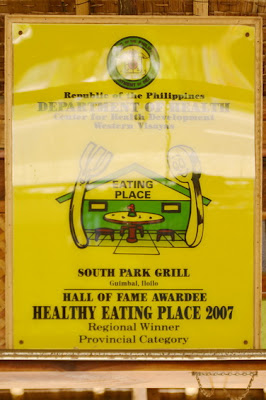 Republic of the Philippines
DEPARTMENT OF HEALTH
Center for Health Development
Western Visayas
EATING
PLACE
SOUTH PARK GRILL
Guimbal, Iloilo
HALL OF FAME AWARDEE
HEALTHY EATING PLACE 2007
Regional Winner
Provincial Category